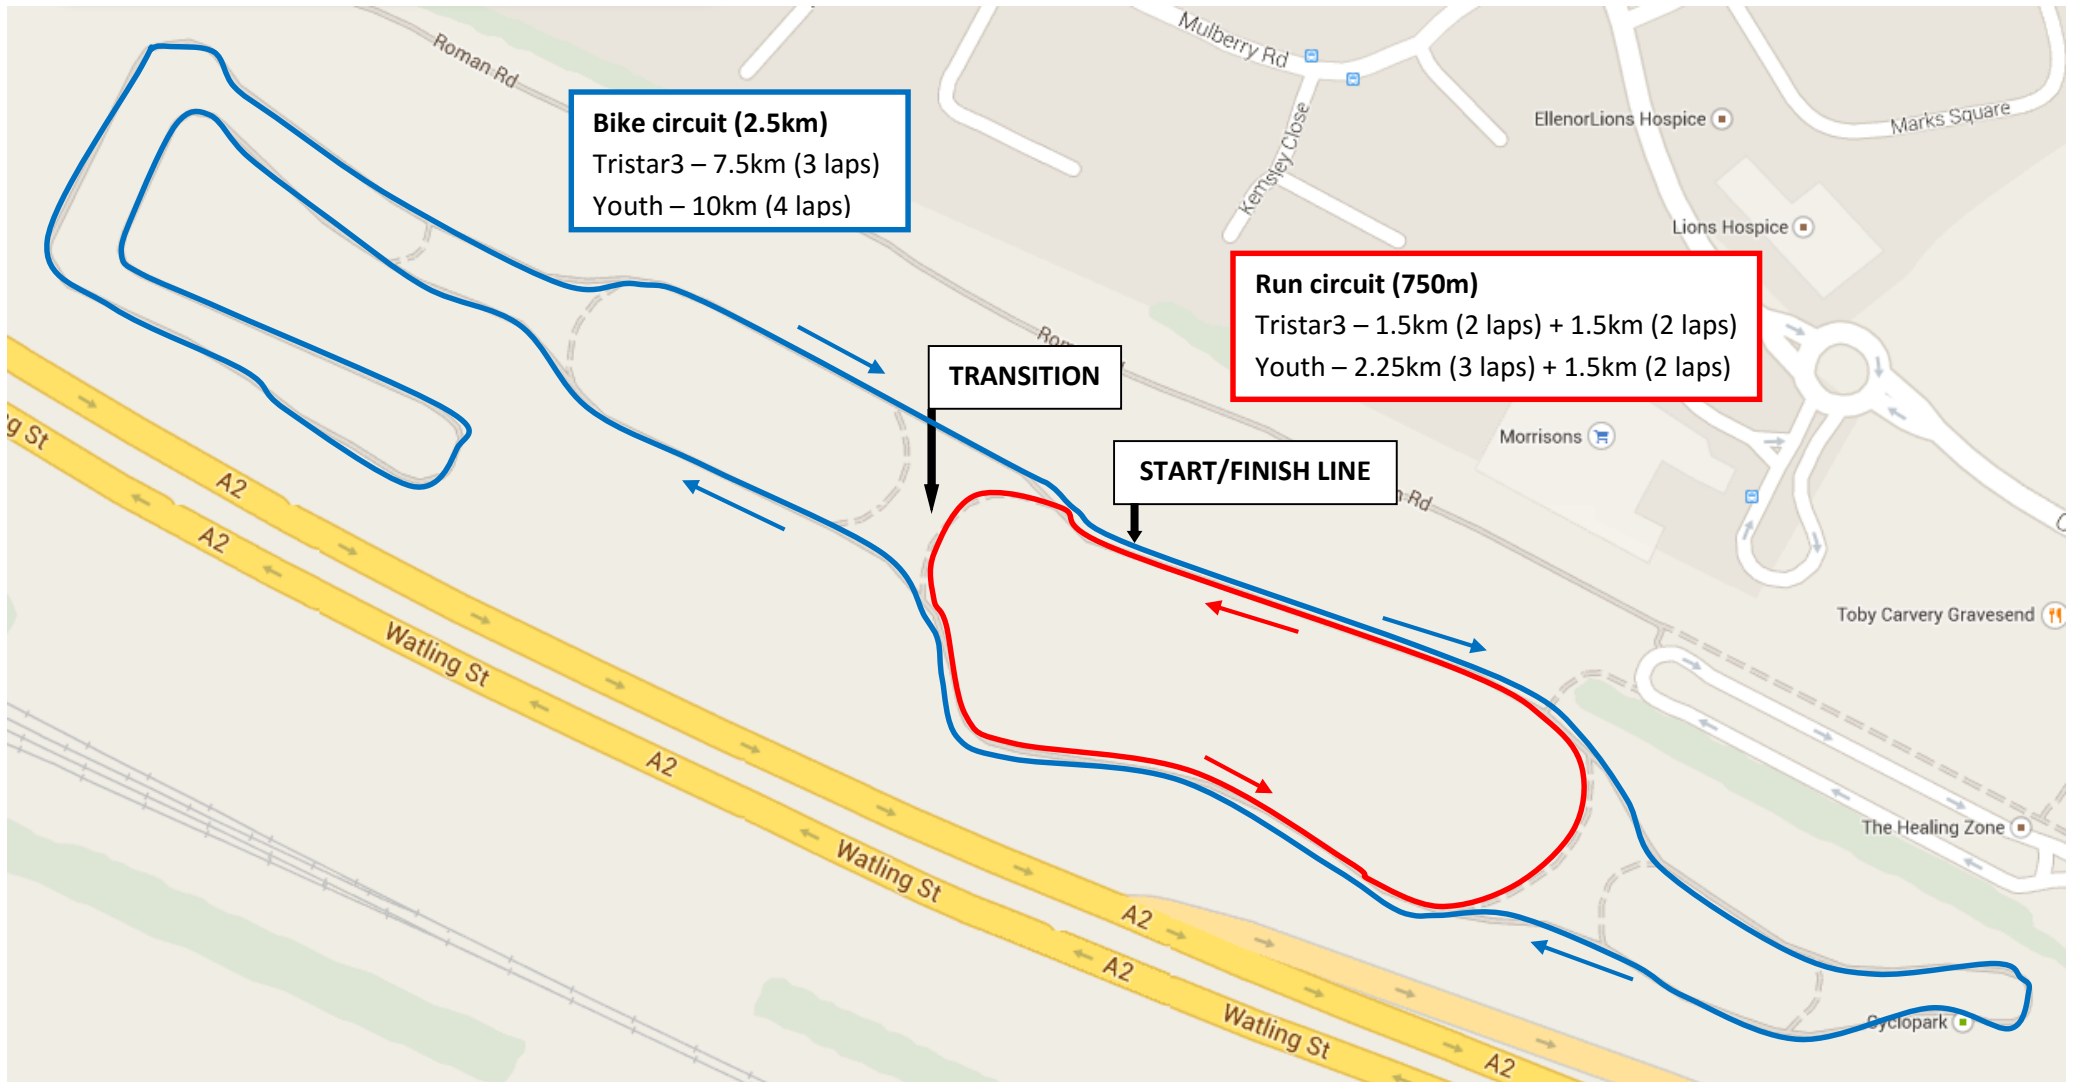 Roman Rd
Mulberry Rd
Kemsley Close
EllenorLions Hospice
Marks Square
Lions Hospice
Bike circuit (2.5km)
Tristar3 – 7.5km (3 laps)
Youth – 10km (4 laps)
Run circuit (750m)
Tristar3 – 1.5km (2 laps) + 1.5km (2 laps)
Youth – 2.25km (3 laps) + 1.5km (2 laps)
TRANSITION
START/FINISH LINE
n Rd
Morrisons
g St
A2
A2
Toby Carvery Gravesend
Watling St
A2
The Healing Zone
Watling St
A2
A2
Cyclopark
Watling St
A2